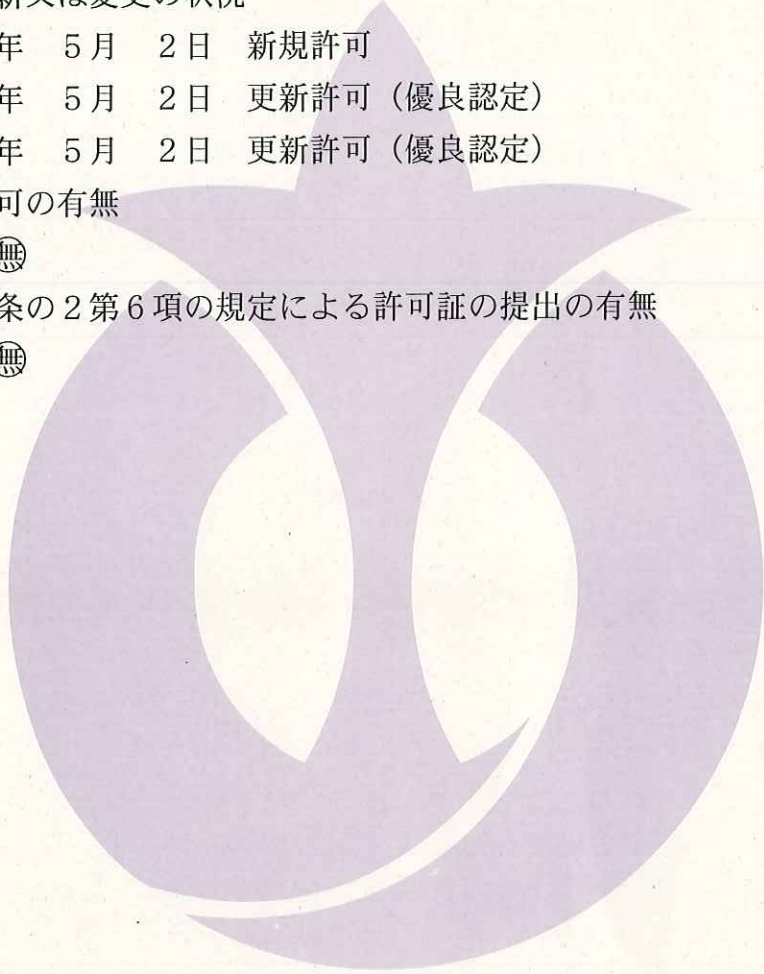 新又は変更の状況
年　5月　2日　新規許可
年　5月　2日　更新許可（優良認定）
年　5月　2日　更新許可（優良認定）
可の有無
㊟無
条の2第6項の規定による許可証の提出の有無
無